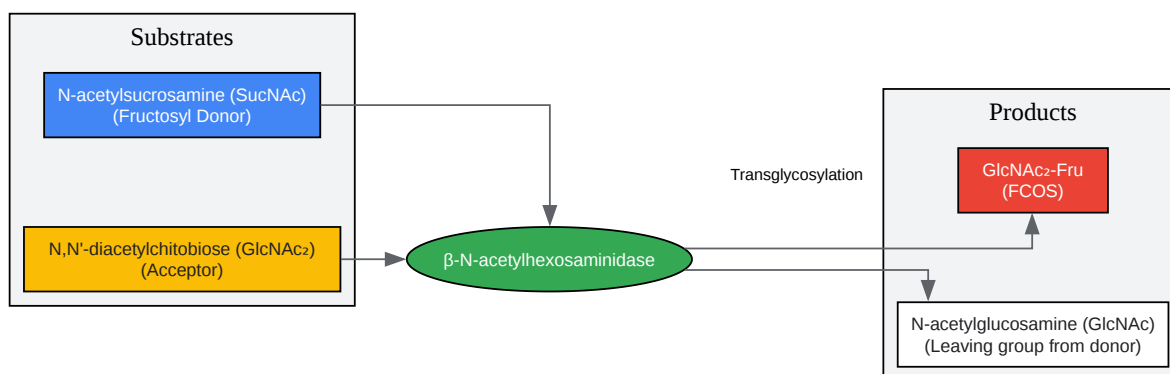 Substrates
N-acetylsucrosamine (SucNAc)
(Fructosyl Donor)
N,N'-diacetylchitobiose (GlcNAc₂)
(Acceptor)
β-N-acetylhexosaminidase
Transglycosylation
Products
GlcNAc₂-Fru
(FCOS)
N-acetylglucosamine (GlcNAc)
(Leaving group from donor)